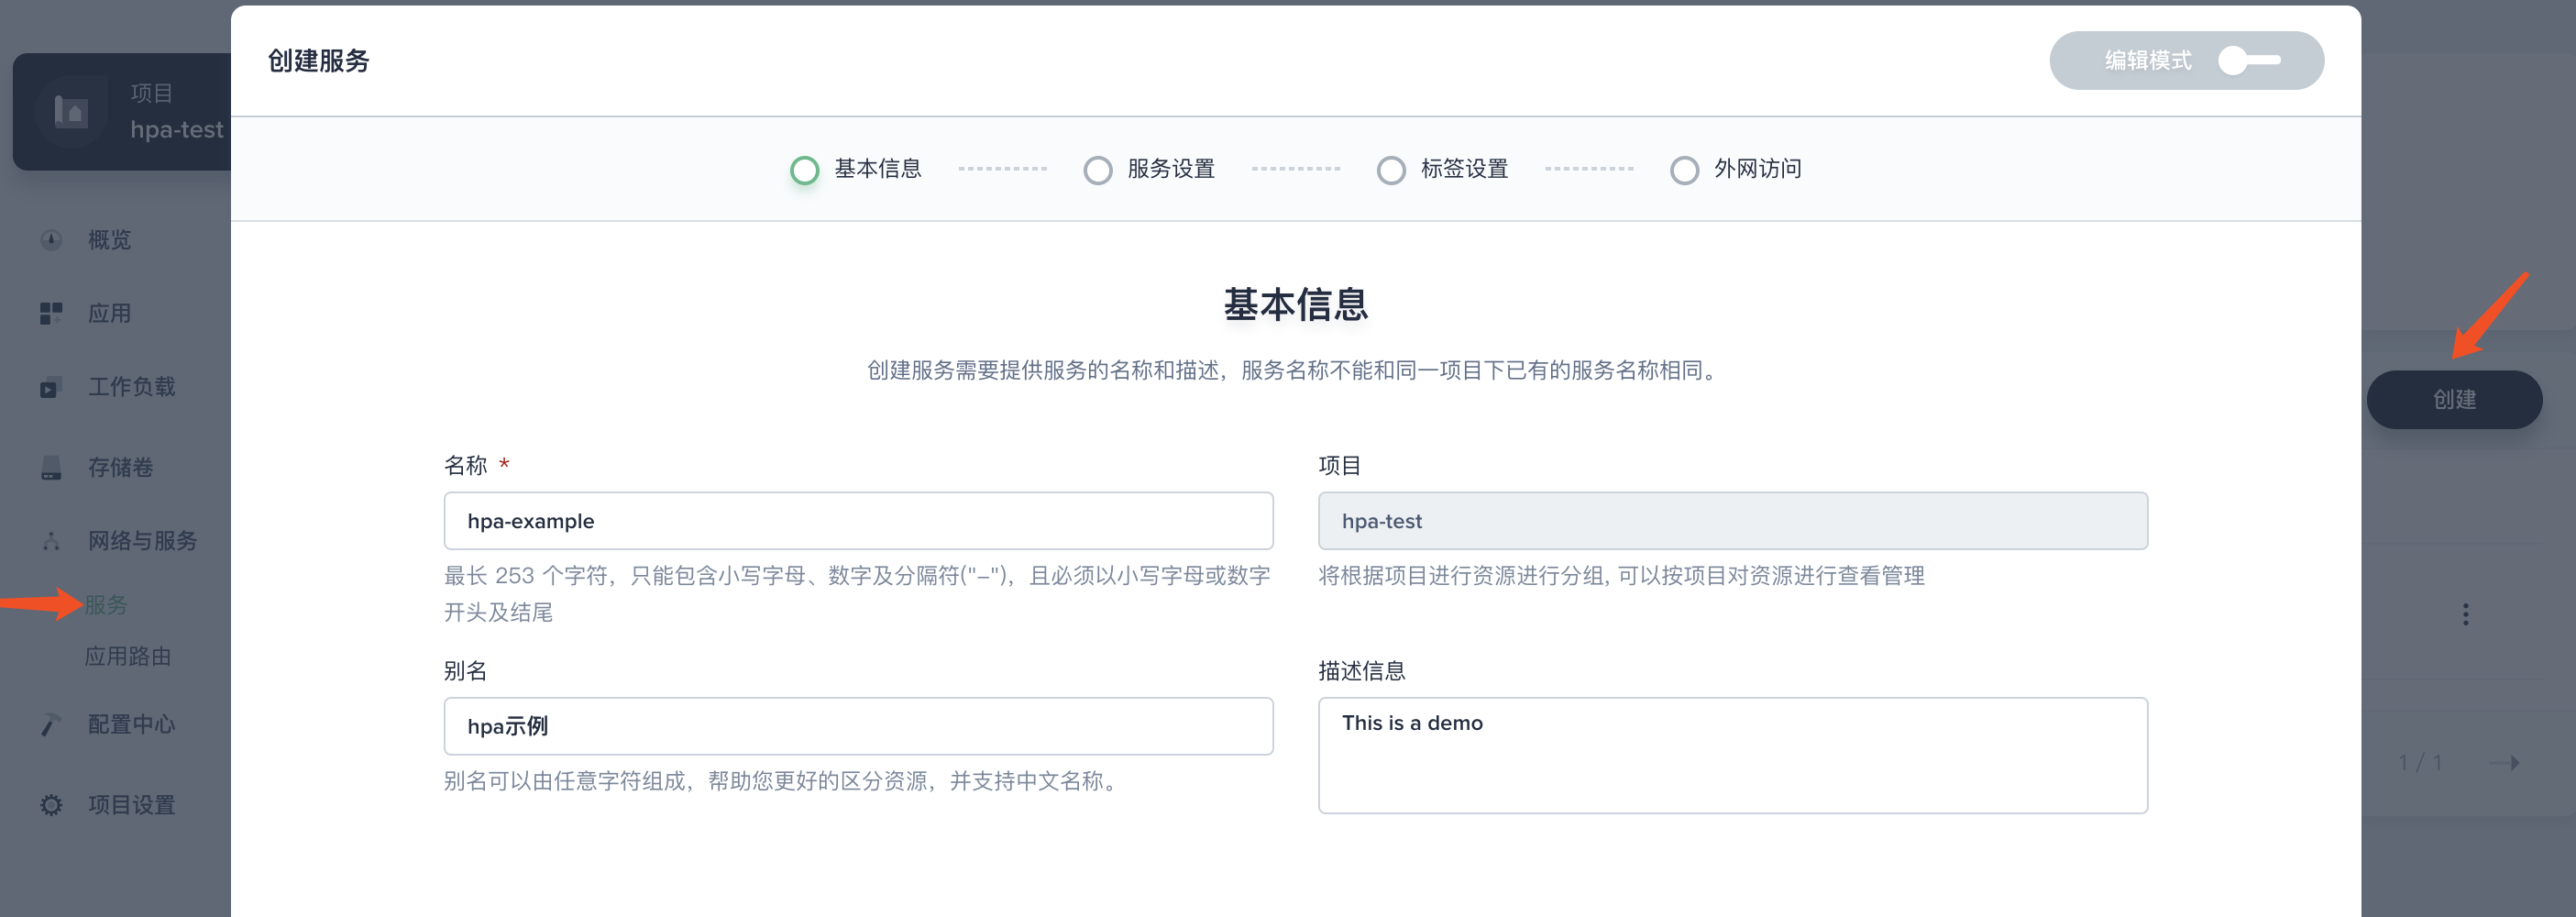 创建服务
编辑模式
项目
hpa-test
基本信息
服务设置
标签设置
外网访问
概览
应用
工作负载
存储卷
网络与服务
服务
应用路由
配置中心
项目设置
基本信息
创建服务需要提供服务的名称和描述，服务名称不能和同一项目下已有的服务名称相同。
创建
名称 *
hpa-example
最长 253 个字符，只能包含小写字母、数字及分隔符("-")，且必须以小写字母或数字
开头及结尾
项目
hpa-test
将根据项目进行资源进行分组, 可以按项目对资源进行查看管理
别名
hpa示例
别名可以由任意字符组成，帮助您更好的区分资源，并支持中文名称。
描述信息
This is a demo
1 / 1